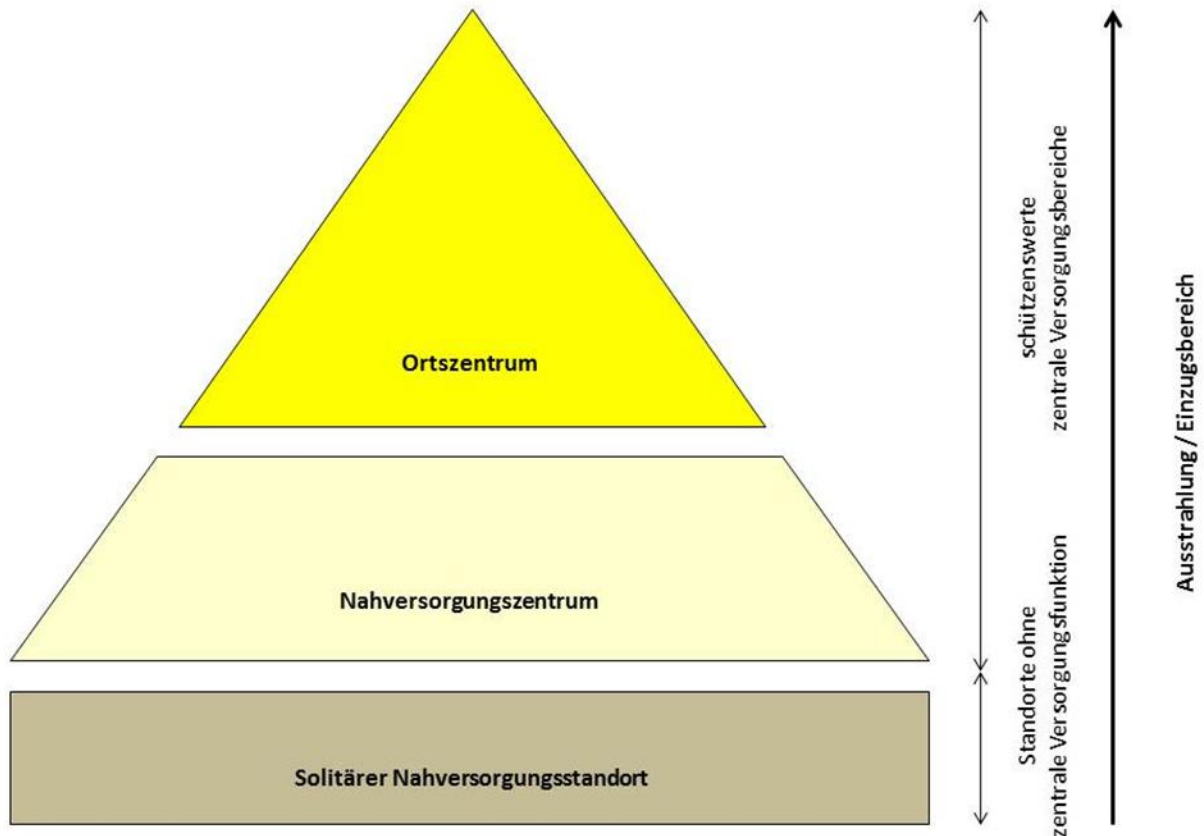 Ortszentrum
Nahversorgungszentrum
Solitärer Nahversorgungsstandort
schützenswerte
zentrale Versorgungsbereiche
Standorte ohne
zentrale Versorgungsfunktion
Ausstrahlung / Einzugsbereich